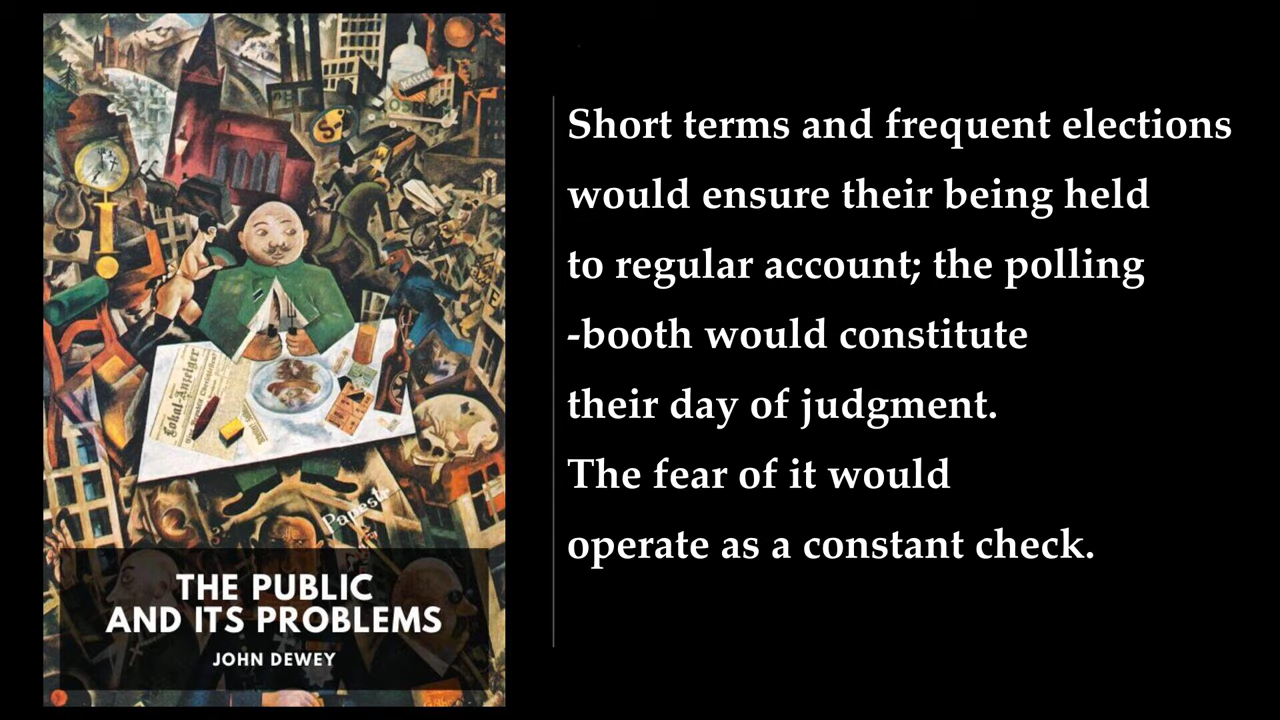 Short terms and frequent elections
would ensure their being held
to regular account; the polling
-booth would constitute
their day of judgment.
The fear of it would
operate as a constant check.
Lokal-Anzeiger
THE PUBLIC
AND ITS PROBLEMS
JOHN DEWEY